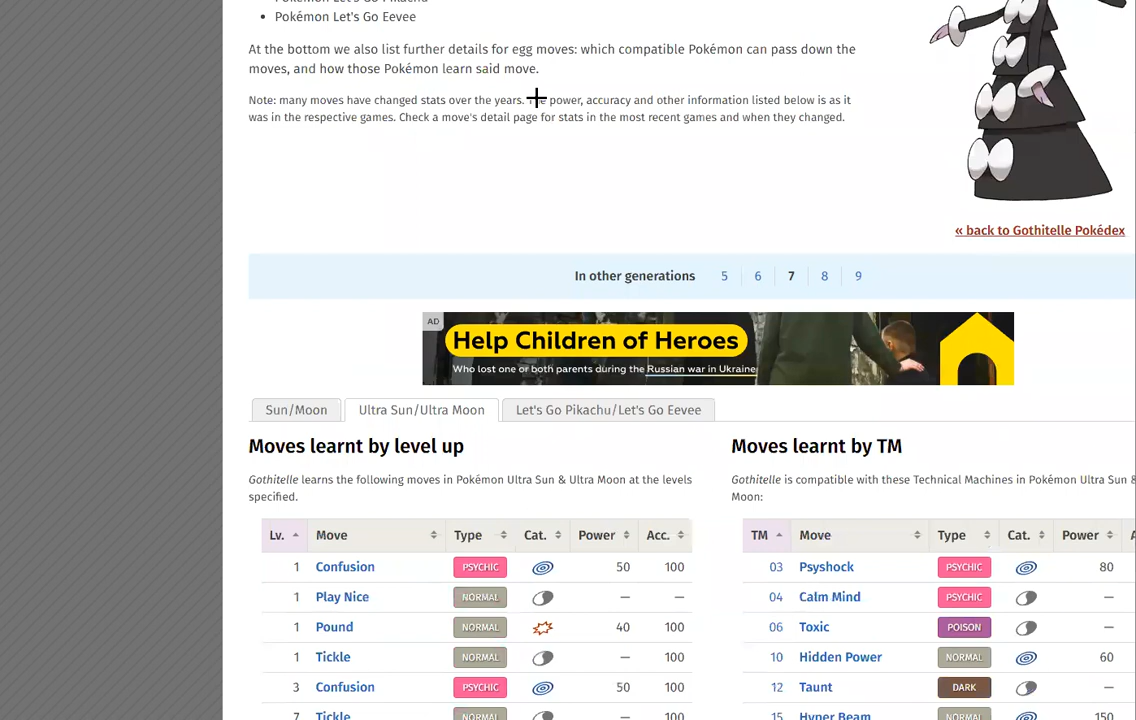 Pokémon Let's Go Eevee
At the bottom we also list further details for egg moves: which compatible Pokémon can pass down the
moves, and how those Pokémon learn said move.
Note: many moves have changed stats over the years. power, accuracy and other information listed below is as it
was in the respective games. Check a move's detail page for stats in the most recent games and when they changed.
« back to Gothitelle Pokédex
In other generations 5 6 7 8 9
AD
Help Children of Heroes
Who lost one or both parents during the Russian war in Ukraine
Sun/Moon Ultra Sun/Ultra Moon Let's Go Pikachu/Let's Go Eevee
Moves learnt by level up
Gothitelle learns the following moves in Pokémon Ultra Sun & Ultra Moon at the levels
specified.
Lv. Move Type Cat. Power Acc.
1 Confusion PSYCHIC 50 100
1 Play Nice NORMAL — —
1 Pound NORMAL 40 100
1 Tickle NORMAL — 100
3 Confusion PSYCHIC 50 100
7 Tickle NORMAL — 100
Moves learnt by TM
Gothitelle is compatible with these Technical Machines in Pokémon Ultra Sun &
Moon:
TM Move Type Cat. Power
03 Psyshock PSYCHIC 80
04 Calm Mind PSYCHIC —
06 Toxic POISON —
10 Hidden Power NORMAL 60
12 Taunt DARK —
15 Hyper Beam NORMAL 150